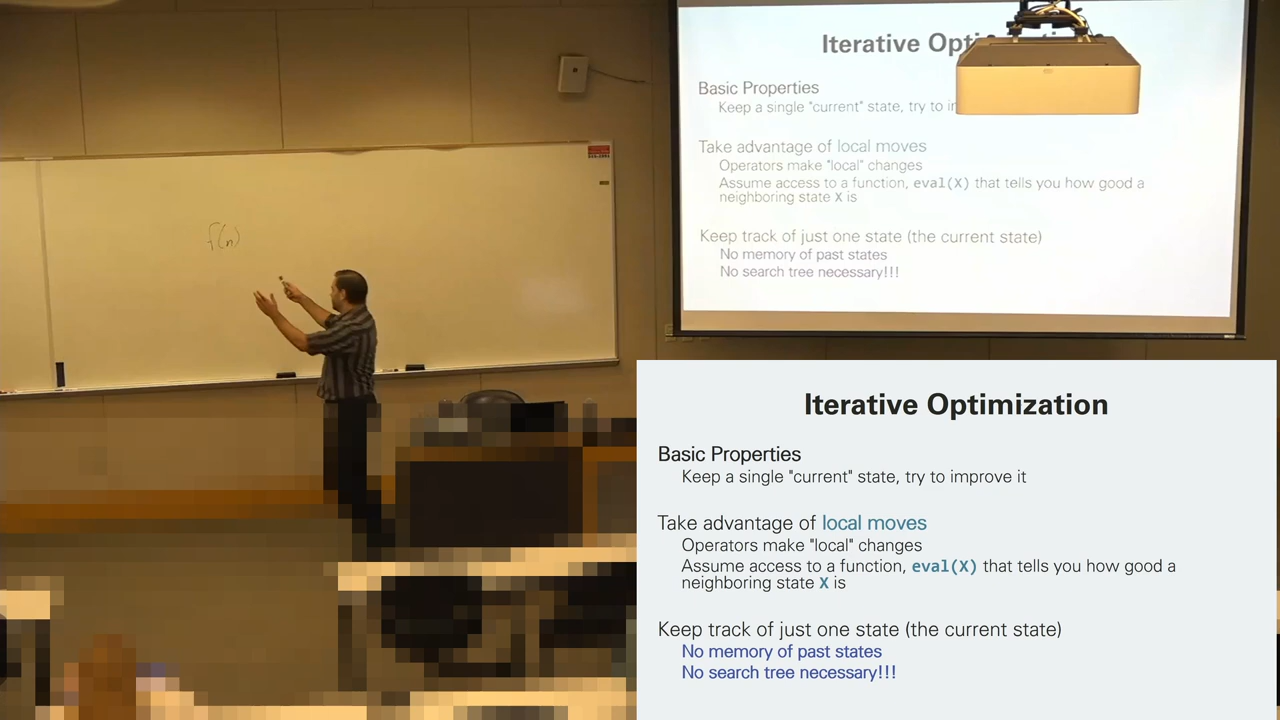 f(n)
Iterative Opti
Basic Properties
Keep a single "current" state, try to
Take advantage of local moves
Operators make "local" changes
Assume access to a function, eval(X) that tells you how good a
neighboring state X is
Keep track of just one state (the current state)
No memory of past states
No search tree necessary!!!
Iterative Optimization
Basic Properties
Keep a single "current" state, try to improve it
Take advantage of local moves
Operators make "local" changes
Assume access to a function, eval(X) that tells you how good a
neighboring state X is
Keep track of just one state (the current state)
No memory of past states
No search tree necessary!!!